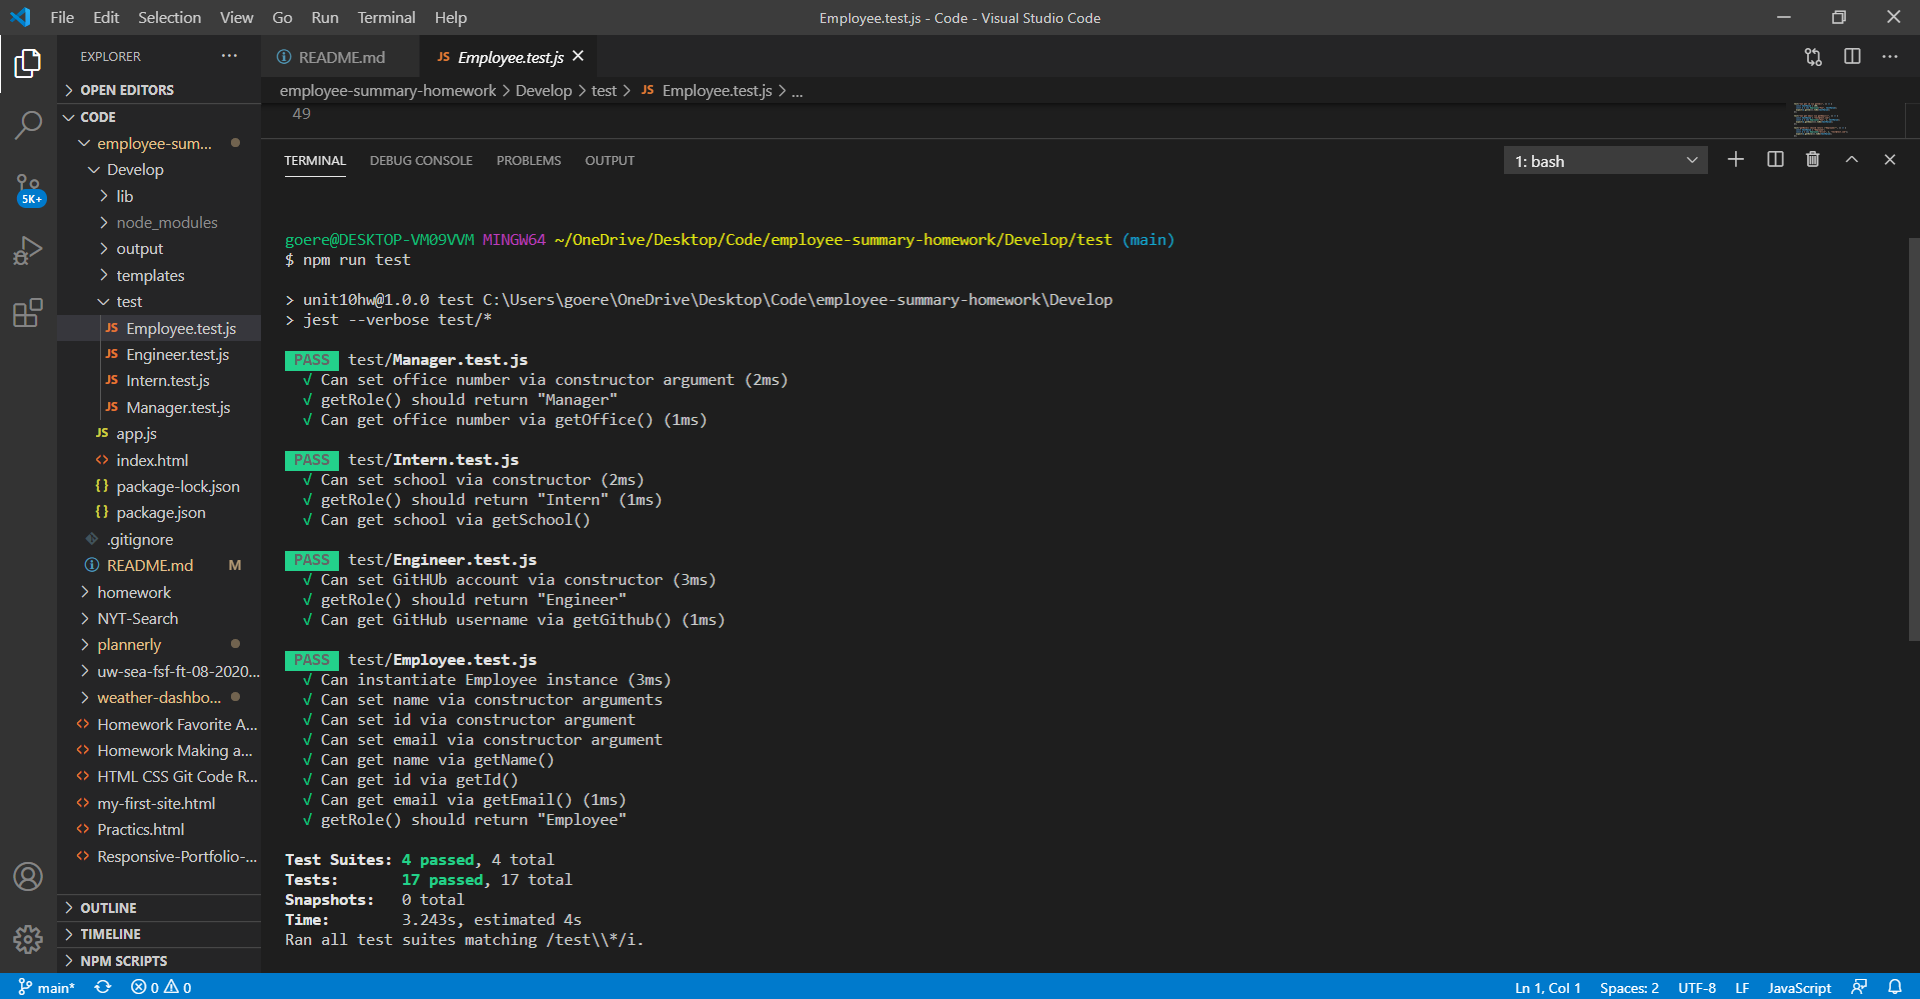 File Edit Selection View Go Run Terminal Help
Employee.test.js - Code - Visual Studio Code
EXPLORER
OPEN EDITORS
CODE
employee-sum...
Develop
lib
node_modules
output
templates
test
JS Employee.test.js
JS Engineer.test.js
JS Intern.test.js
JS Manager.test.js
JS app.js
<> index.html
{} package-lock.json
{} package.json
.gitignore
README.md M
homework
NYT-Search
plannerly
uw-sea-fsf-ft-08-2020...
weather-dashbo...
<> Homework Favorite A...
<> Homework Making a...
<> HTML CSS Git Code R...
<> my-first-site.html
<> Practics.html
<> Responsive-Portfolio-...
OUTLINE
TIMELINE
NPM SCRIPTS
5K+
README.md
JS Employee.test.js
employee-summary-homework > Develop > test > JS Employee.test.js > ...
49
TERMINAL DEBUG CONSOLE PROBLEMS OUTPUT
1: bash
goere@DESKTOP-VM09VVM MINGW64 ~/OneDrive/Desktop/Code/employee-summary-homework/Develop/test (main)
$ npm run test
> unit10hw@1.0.0 test C:\Users\goere\OneDrive\Desktop\Code\employee-summary-homework\Develop
> jest --verbose test/*
PASS test/Manager.test.js
√ Can set office number via constructor argument (2ms)
√ getRole() should return "Manager"
√ Can get office number via getOffice() (1ms)
PASS test/Intern.test.js
√ Can set school via constructor (2ms)
√ getRole() should return "Intern" (1ms)
√ Can get school via getSchool()
PASS test/Engineer.test.js
√ Can set GitHUb account via constructor (3ms)
√ getRole() should return "Engineer"
√ Can get GitHub username via getGithub() (1ms)
PASS test/Employee.test.js
√ Can instantiate Employee instance (3ms)
√ Can set name via constructor arguments
√ Can set id via constructor argument
√ Can set email via constructor argument
√ Can get name via getName()
√ Can get id via getId()
√ Can get email via getEmail() (1ms)
√ getRole() should return "Employee"
Test Suites: 4 passed, 4 total
Tests: 17 passed, 17 total
Snapshots: 0 total
Time: 3.243s, estimated 4s
Ran all test suites matching /test\\*/i.
main* 0 0
Ln 1, Col 1 Spaces: 2 UTF-8 LF JavaScript